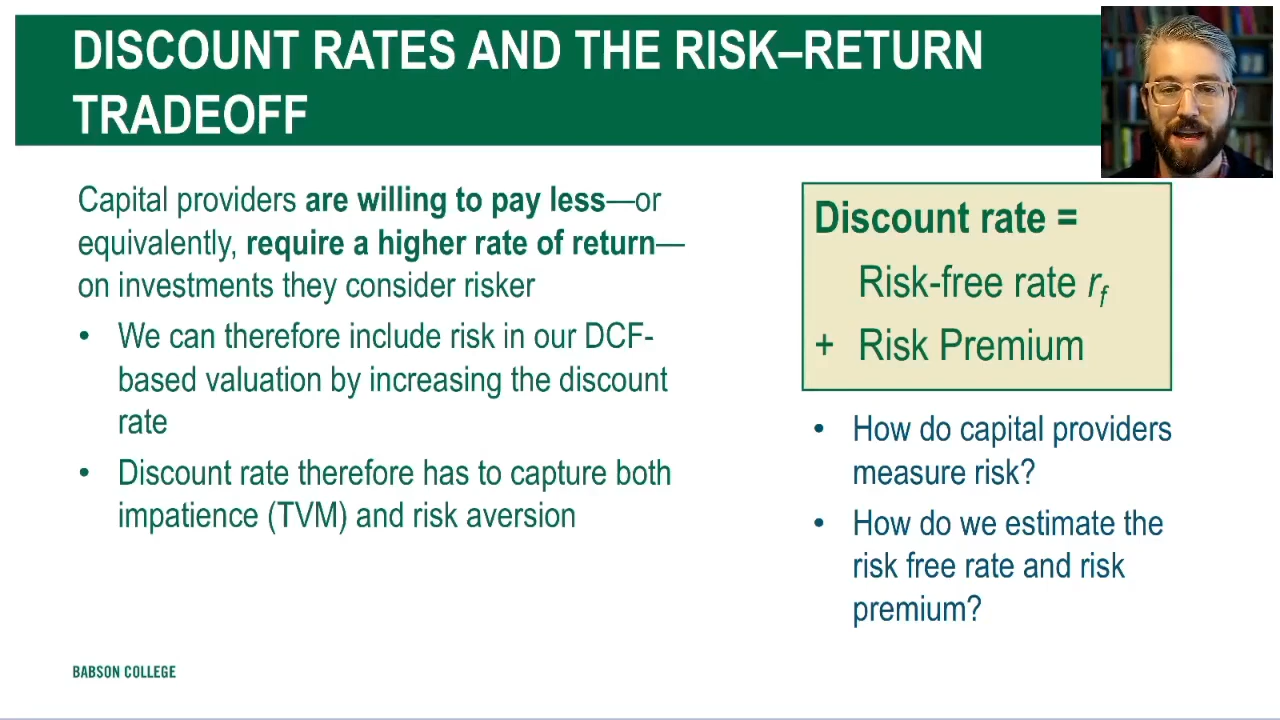 DISCOUNT RATES AND THE RISK–RETURN
TRADEOFF
Capital providers are willing to pay less—or
equivalently, require a higher rate of return—
on investments they consider risker
• We can therefore include risk in our DCF-
based valuation by increasing the discount
rate
• Discount rate therefore has to capture both
impatience (TVM) and risk aversion
Discount rate =
Risk-free rate rf
+ Risk Premium
• How do capital providers
measure risk?
• How do we estimate the
risk free rate and risk
premium?
BABSON COLLEGE